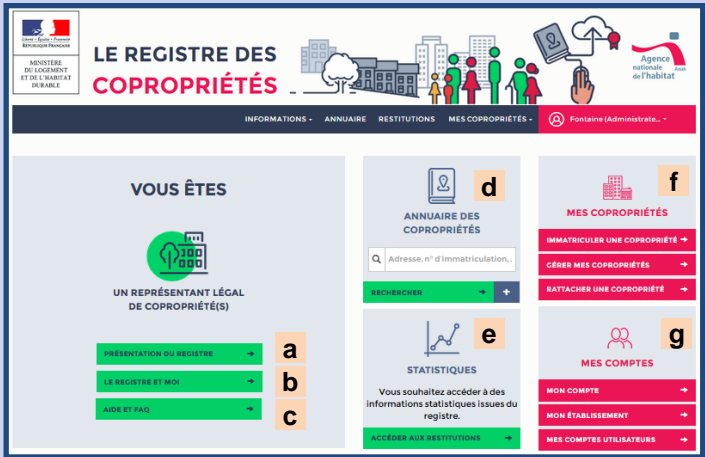 Liberté • Égalité • Fraternité
RÉPUBLIQUE FRANÇAISE
MINISTÈRE
DU LOGEMENT
ET DE L'HABITAT
DURABLE
LE REGISTRE DES
COPROPRIÉTÉS
Agence
nationale
de l'habitat
Anah
INFORMATIONS
ANNUAIRE
RESTITUTIONS
MES COPROPRIÉTÉS
Fontaine (Administrate...
VOUS ÊTES
UN REPRÉSENTANT LÉGAL
DE COPROPRIÉTÉ(S)
PRÉSENTATION DU REGISTRE → a
LE REGISTRE ET MOI → b
AIDE ET FAQ → c
d
ANNUAIRE DES
COPROPRIÉTÉS
Adresse, n° d'immatriculation, .
RECHERCHER → +
e
STATISTIQUES
Vous souhaitez accéder à des
informations statistiques issues du
registre.
ACCÉDER AUX RESTITUTIONS →
f
MES COPROPRIÉTÉS
IMMATRICULER UNE COPROPRIÉTÉ →
GÉRER MES COPROPRIÉTÉS →
RATTACHER UNE COPROPRIÉTÉ →
g
MES COMPTES
MON COMPTE →
MON ÉTABLISSEMENT →
MES COMPTES UTILISATEURS →